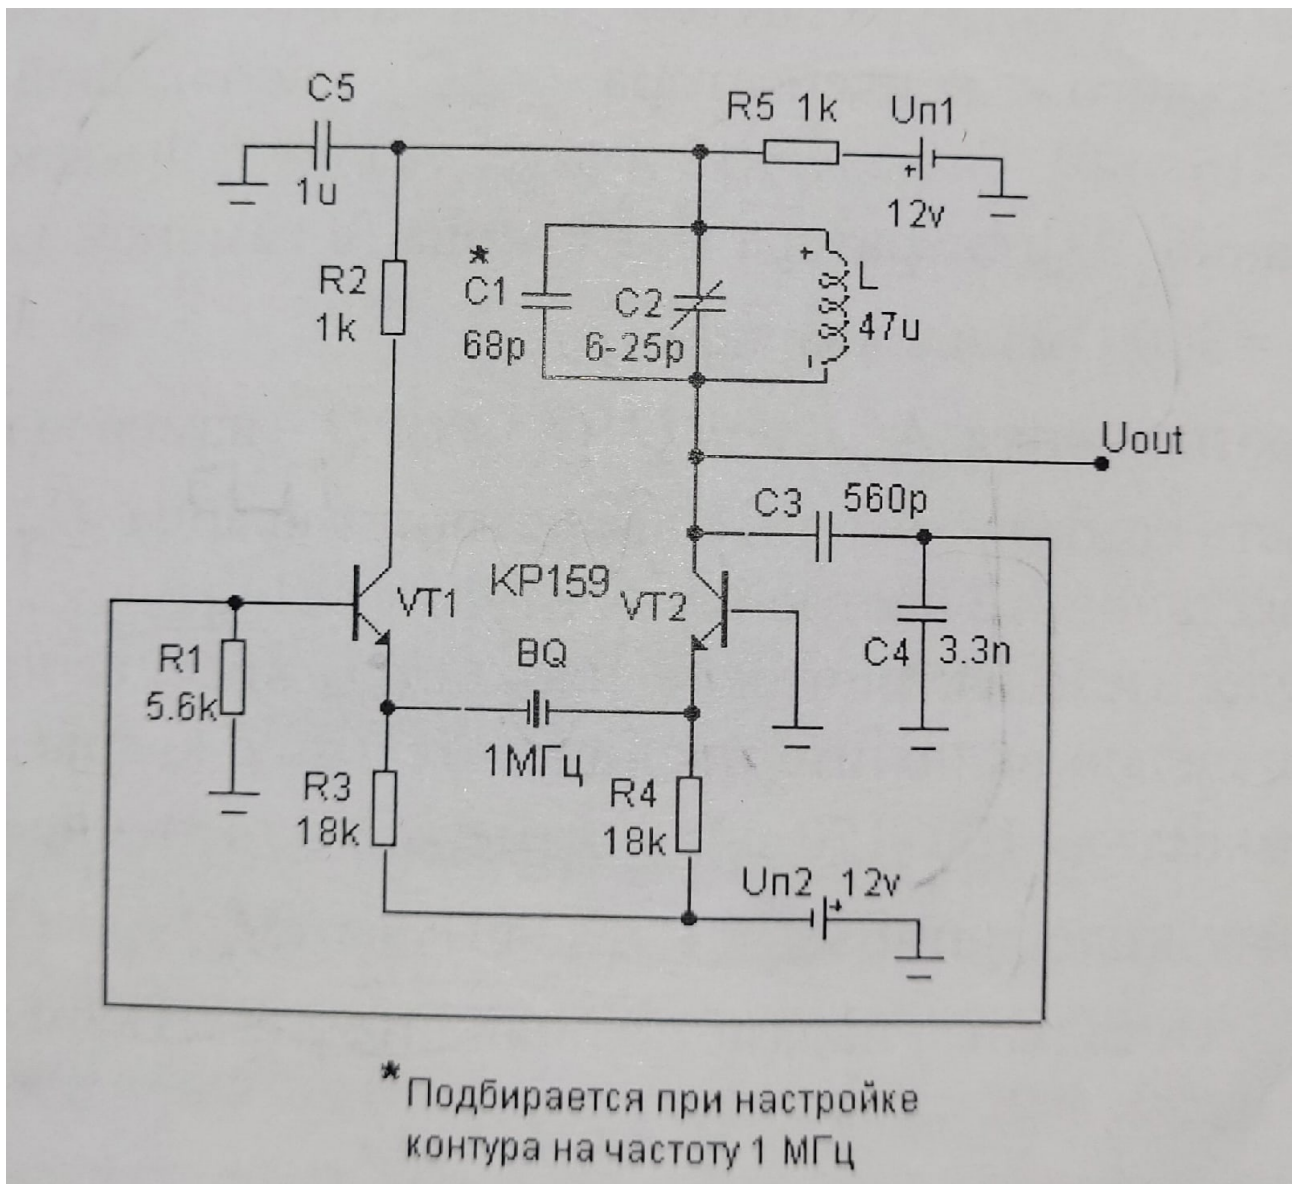 C5
1u
R5 1k
Uп1
+
12v
R2
1k
*
C1
68p
C2
6-25p
+
L
47u
Uout
C3
560p
VT1
КР159
VT2
R1
5.6k
BQ
1МГц
C4
3.3n
R3
18k
R4
18k
Uп2 12v
+
* Подбирается при настройке
контура на частоту 1 МГц